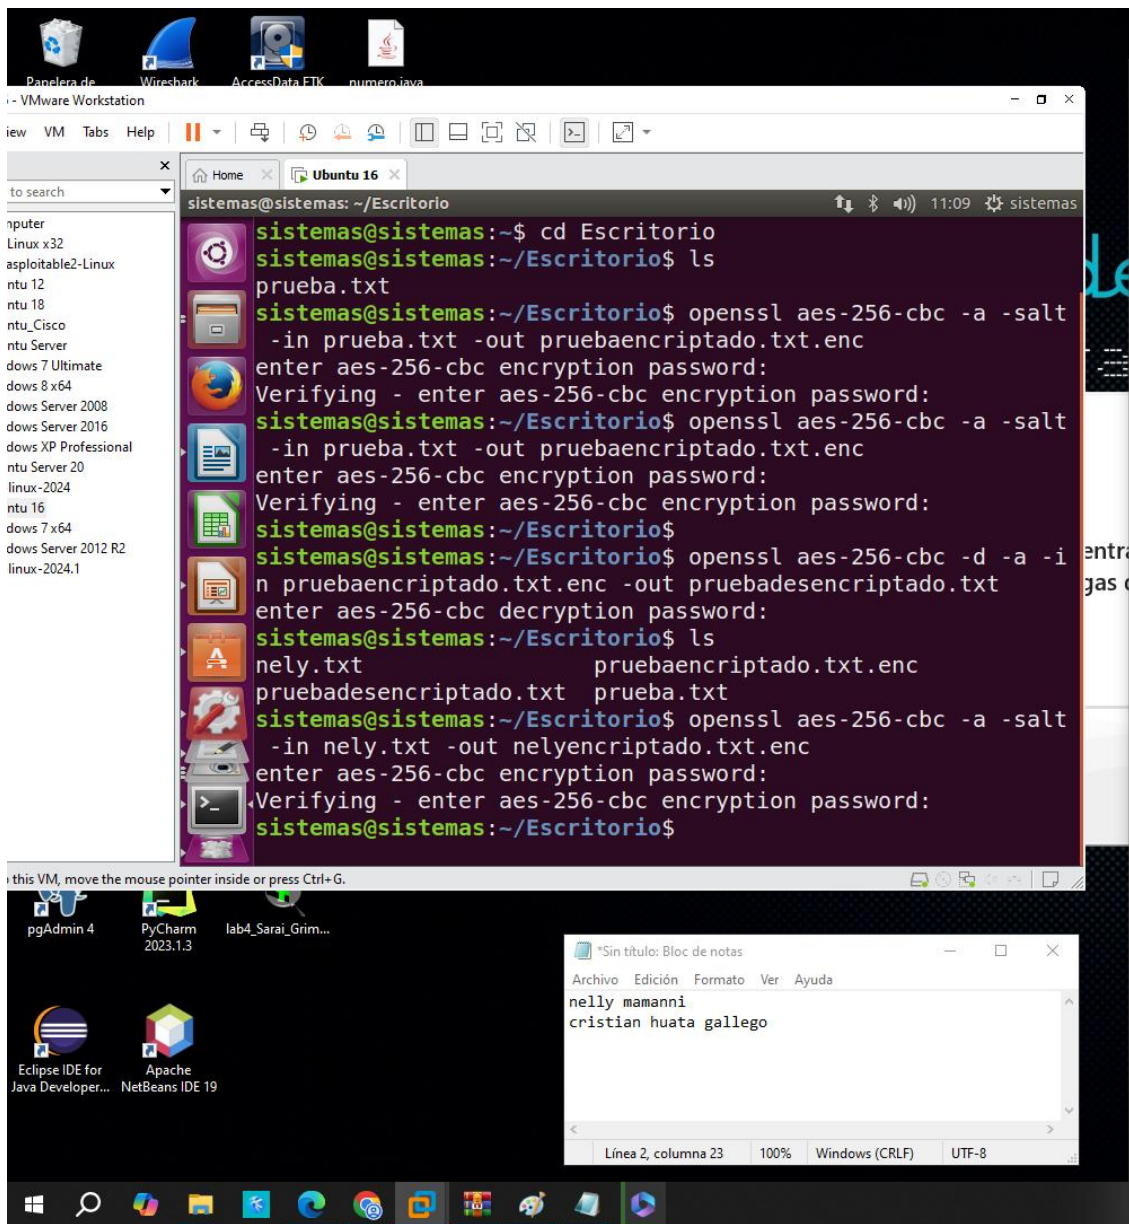 Papelera de
Wireshark
AccessData FTK
numero.java
- VMware Workstation
iew VM Tabs Help
to search
Home
Ubuntu 16
mputer
Linux x32
asploitable2-Linux
ntu 12
ntu 18
ntu_Cisco
ntu Server
dows 7 Ultimate
dows 8 x64
dows Server 2008
dows Server 2016
dows XP Professional
ntu Server 20
linux-2024
ntu 16
dows 7 x64
dows Server 2012 R2
linux-2024.1
sistemas@sistemas: ~/Escritorio
11:09 sistemas
sistemas@sistemas:~$ cd Escritorio
sistemas@sistemas:~/Escritorio$ ls
prueba.txt
sistemas@sistemas:~/Escritorio$ openssl aes-256-cbc -a -salt
-in prueba.txt -out pruebaencriptado.txt.enc
enter aes-256-cbc encryption password:
Verifying - enter aes-256-cbc encryption password:
sistemas@sistemas:~/Escritorio$ openssl aes-256-cbc -a -salt
-in prueba.txt -out pruebaencriptado.txt.enc
enter aes-256-cbc encryption password:
Verifying - enter aes-256-cbc encryption password:
sistemas@sistemas:~/Escritorio$
sistemas@sistemas:~/Escritorio$ openssl aes-256-cbc -d -a -i
n pruebaencriptado.txt.enc -out pruebadesencriptado.txt
enter aes-256-cbc decryption password:
sistemas@sistemas:~/Escritorio$ ls
nely.txt pruebaencriptado.txt.enc
pruebadesencriptado.txt prueba.txt
sistemas@sistemas:~/Escritorio$ openssl aes-256-cbc -a -salt
-in nely.txt -out nelyencriptado.txt.enc
enter aes-256-cbc encryption password:
Verifying - enter aes-256-cbc encryption password:
sistemas@sistemas:~/Escritorio$
entra
gas
this VM, move the mouse pointer inside or press Ctrl+G.
pgAdmin 4
PyCharm
2023.1.3
lab4_Sarai_Grim...
Eclipse IDE for
Java Developer...
Apache
NetBeans IDE 19
*Sin título: Bloc de notas
Archivo Edición Formato Ver Ayuda
nelly mamanni
cristian huata gallego
Línea 2, columna 23 100% Windows (CRLF) UTF-8